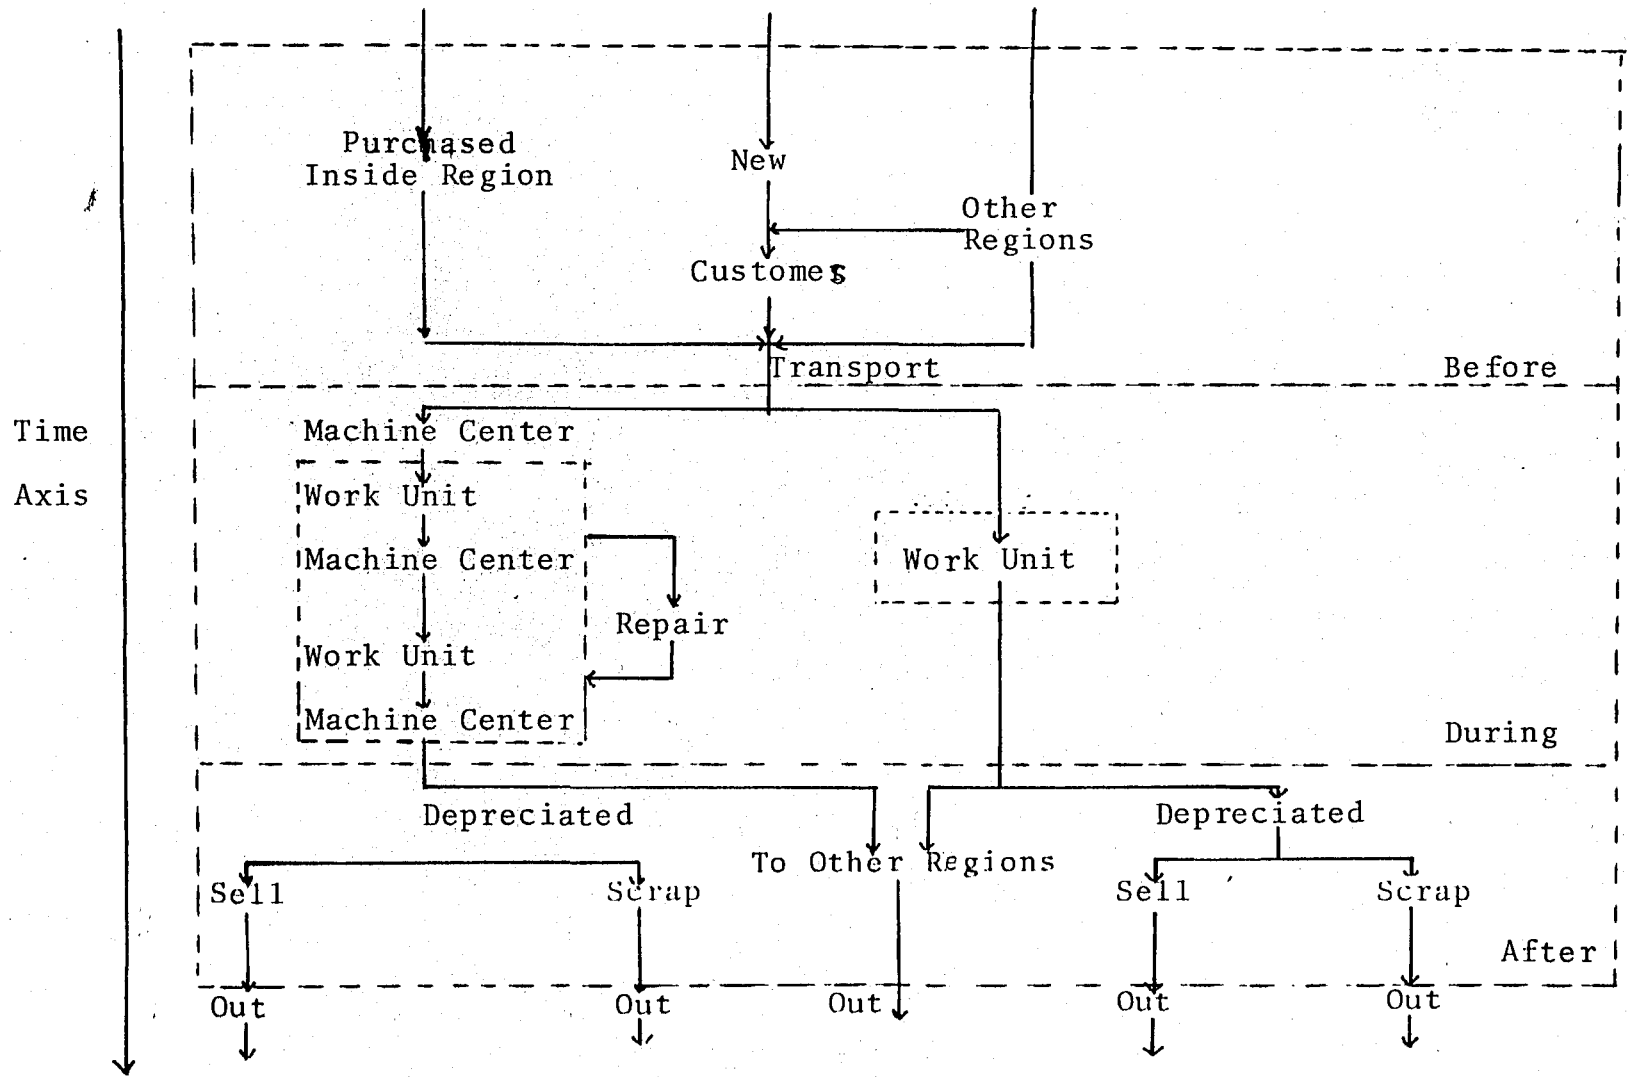 Purchased
Inside Region
New
Other
Regions
Customers
Transport
Before
Time
Axis
Machine Center
Work Unit
Machine Center
Work Unit
Repair
Work Unit
Machine Center
During
Depreciated
Depreciated
To Other Regions
Sell
Scrap
Sell
Scrap
After
Out
Out
Out
Out
Out